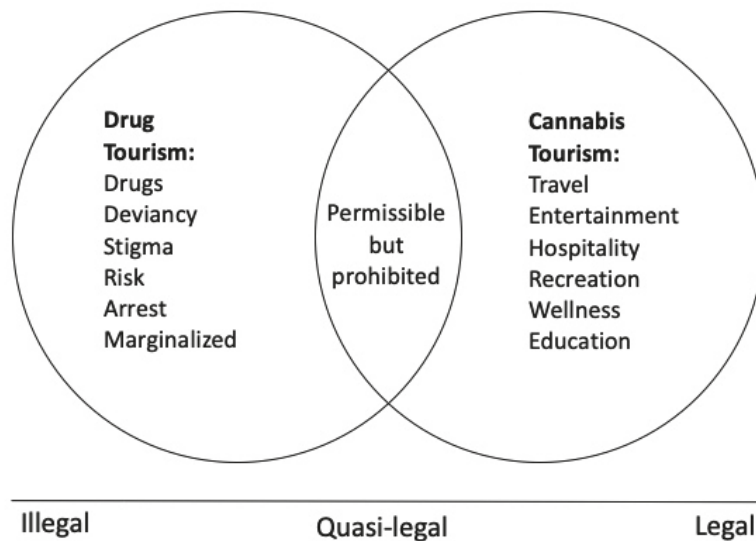 Drug
Tourism:
Drugs
Deviancy
Stigma
Risk
Arrest
Marginalized
Permissible
but
prohibited
Cannabis
Tourism:
Travel
Entertainment
Hospitality
Recreation
Wellness
Education
Illegal
Quasi-legal
Legal